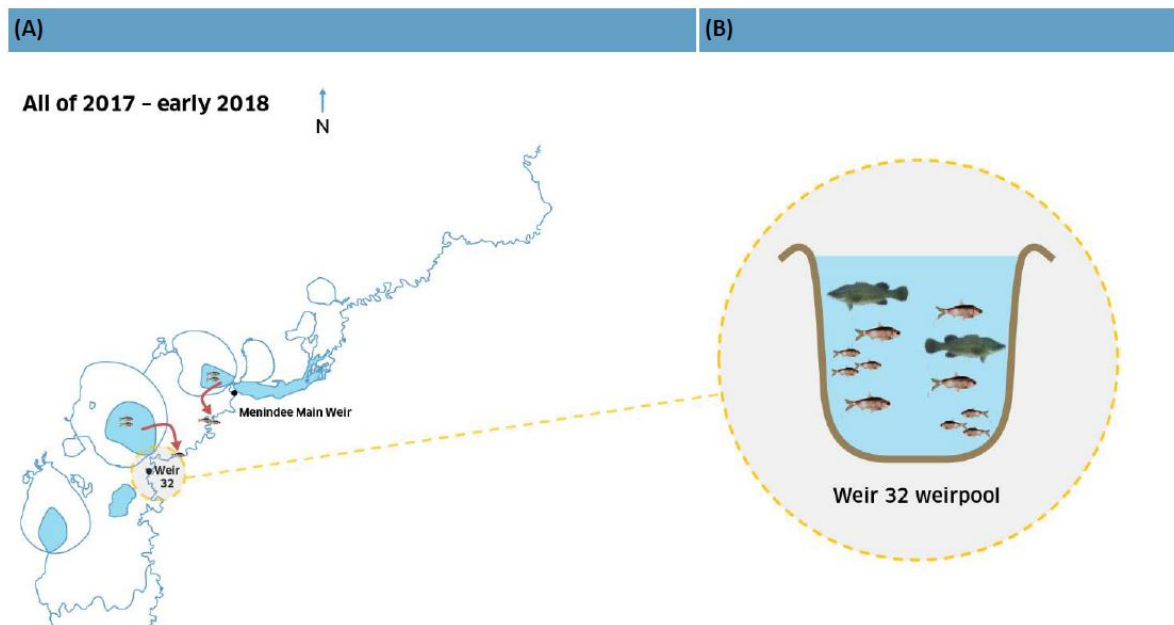 (A)
(B)
All of 2017 – early 2018
N
Menindee Main Weir
Weir
32
Weir 32 weirpool